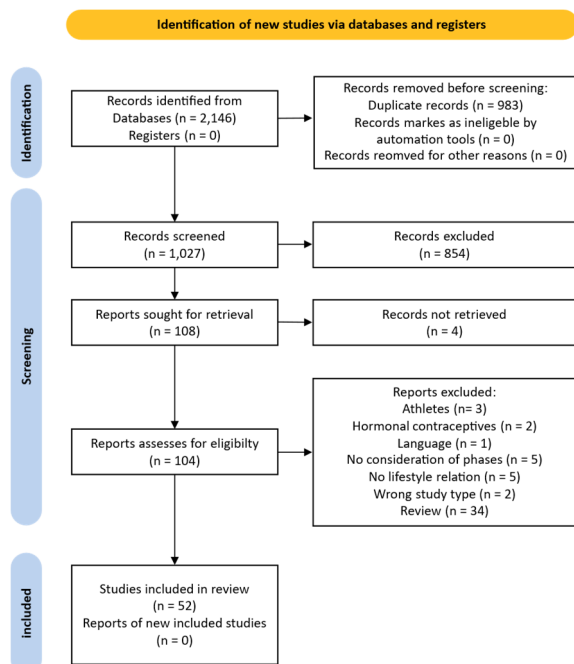 Identification of new studies via databases and registers
Identification
Records identified from
Databases (n = 2,146)
Registers (n = 0)
Records removed before screening:
Duplicate records (n = 983)
Records markes as ineligible by
automation tools (n = 0)
Records reomved for other reasons (n = 0)
Screening
Records screened
(n = 1,027)
Records excluded
(n = 854)
Reports sought for retrieval
(n = 108)
Records not retrieved
(n = 4)
Reports assesses for eligibilty
(n = 104)
Reports excluded:
Athletes (n= 3)
Hormonal contraceptives (n = 2)
Language (n = 1)
No consideration of phases (n = 5)
No lifestyle relation (n = 5)
Wrong study type (n = 2)
Review (n = 34)
included
Studies included in review
(n = 52)
Reports of new included studies
(n = 0)